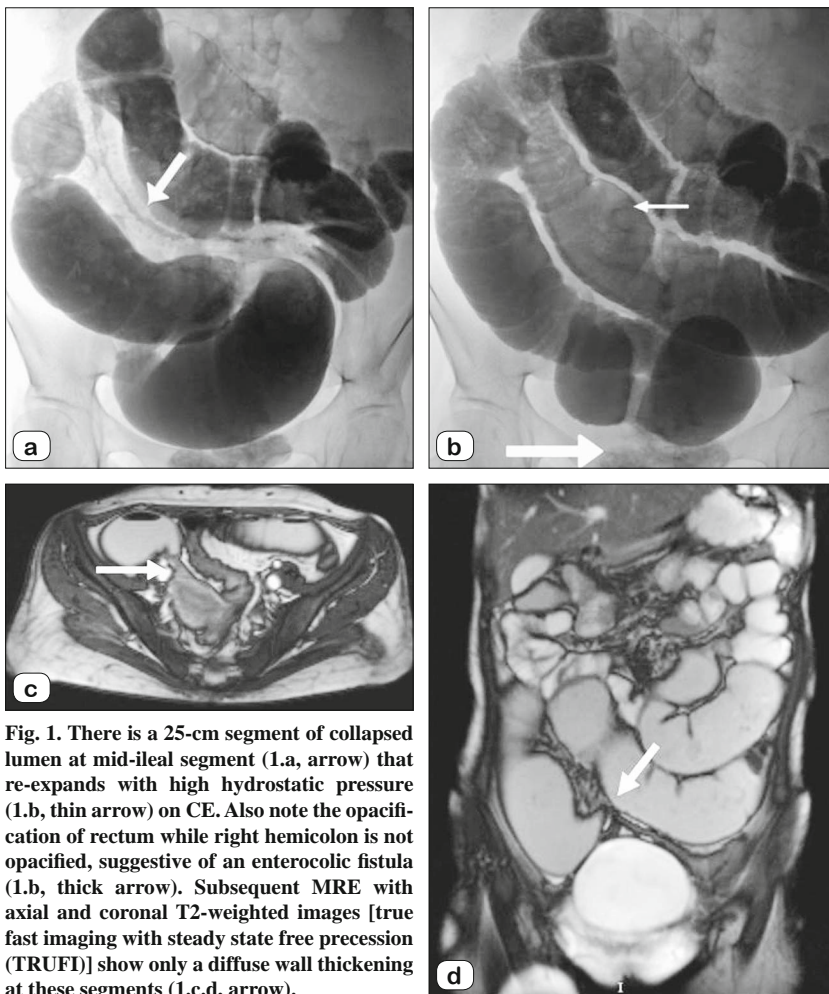 a
b
c
d
I
Fig. 1. There is a 25-cm segment of collapsed
lumen at mid-ileal segment (1.a, arrow) that
re-expands with high hydrostatic pressure
(1.b, thin arrow) on CE. Also note the opacifi-
cation of rectum while right hemicolon is not
opacified, suggestive of an enterocolic fistula
(1.b, thick arrow). Subsequent MRE with
axial and coronal T2-weighted images [true
fast imaging with steady state free precession
(TRUFI)] show only a diffuse wall thickening
at these segments (1.c,d, arrow).